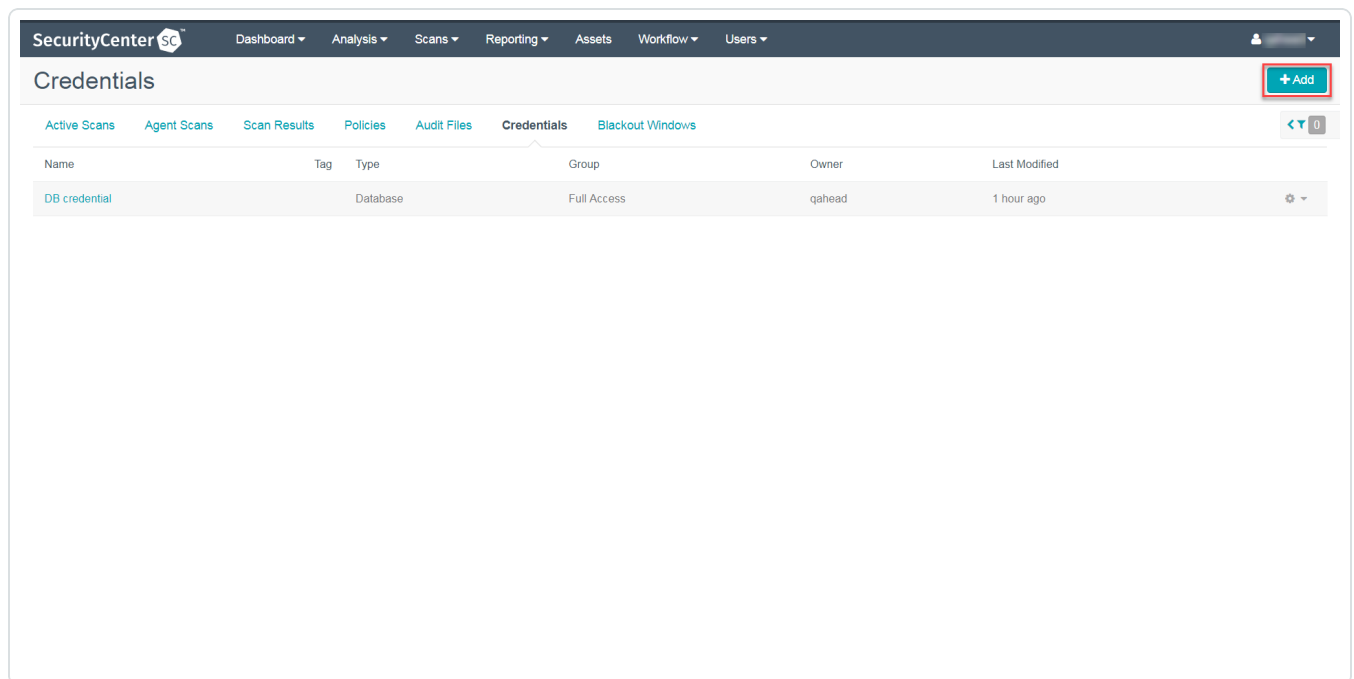 SecurityCenter SC™ Dashboard Analysis Scans Reporting Assets Workflow Users
Credentials + Add
Active Scans Agent Scans Scan Results Policies Audit Files Credentials Blackout Windows 0
Name Tag Type Group Owner Last Modified
DB credential Database Full Access qahead 1 hour ago